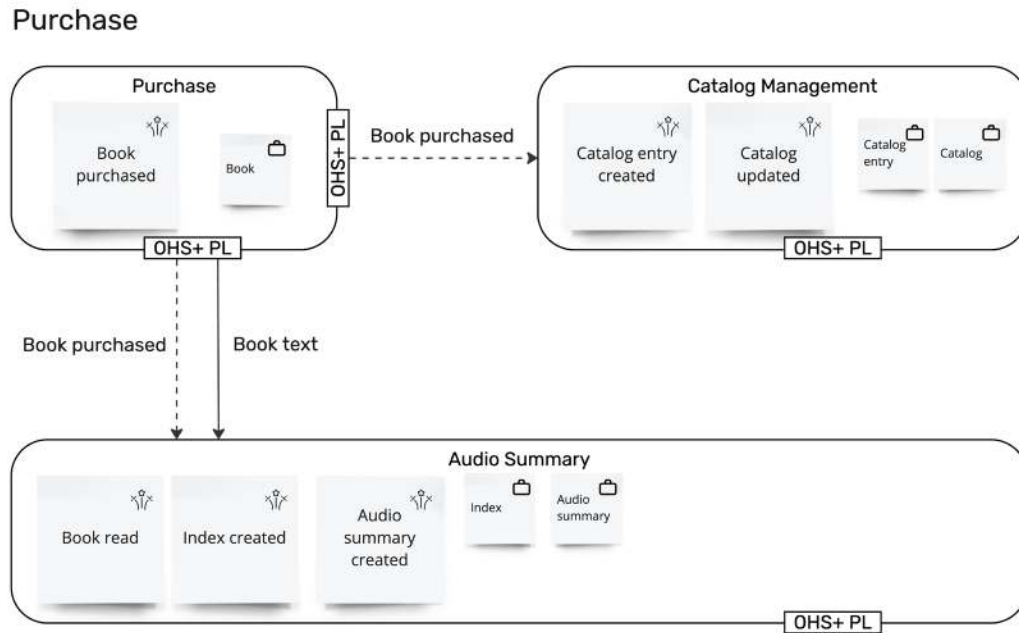 Purchase
Purchase
Book
purchased
Book
OHS+ PL
OHS+ PL
Book purchased
Catalog Management
Catalog entry
created
Catalog
updated
Catalog
entry
Catalog
OHS+ PL
Book purchased
Book text
Audio Summary
Book read
Index created
Audio
summary
created
Index
Audio
summary
OHS+ PL